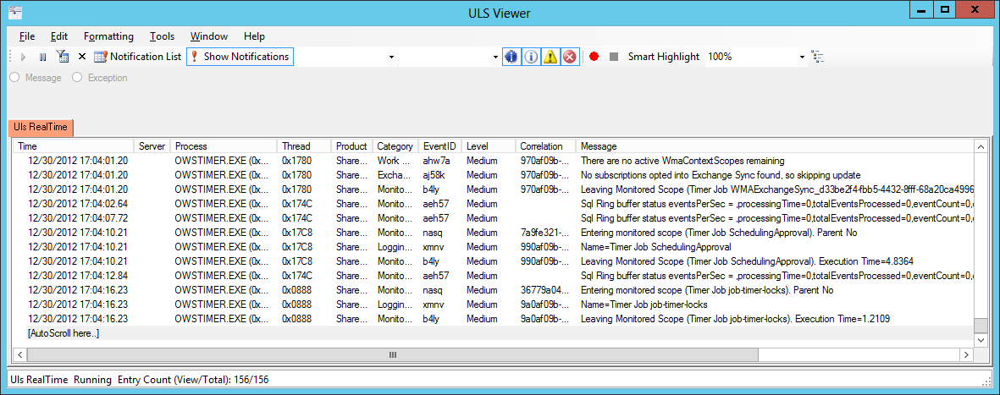 ULS Viewer
File Edit Formatting Tools Window Help
Notification List Show Notifications Smart Highlight 100%
Message Exception
Uls RealTime
Time Server Process Thread Product Category EventID Level Correlation Message
12/30/2012 17:04:01.20 OWSTIMER.EXE (0x... 0x1780 Share... Work ... ahw7a Medium 970af09b-... There are no active WmaContextScopes remaining
12/30/2012 17:04:01.20 OWSTIMER.EXE (0x... 0x1780 Share... Excha... aj58k Medium 970af09b-... No subscriptions opted into Exchange Sync found, so skipping update
12/30/2012 17:04:01.20 OWSTIMER.EXE (0x... 0x1780 Share... Monito... b4ly Medium 970af09b-... Leaving Monitored Scope (Timer Job WMAExchangeSync_d33be2f4-fbb5-4432-8fff-68a20ca4996
12/30/2012 17:04:02.64 OWSTIMER.EXE (0x... 0x174C Share... Monito... aeh57 Medium Sql Ring buffer status eventsPerSec = ,processingTime=0,totalEventsProcessed=0,eventCount=0,
12/30/2012 17:04:07.72 OWSTIMER.EXE (0x... 0x174C Share... Monito... aeh57 Medium Sql Ring buffer status eventsPerSec = ,processingTime=0,totalEventsProcessed=0,eventCount=0,
12/30/2012 17:04:10.21 OWSTIMER.EXE (0x... 0x17C8 Share... Monito... nasq Medium 7a9fe321-... Entering monitored scope (Timer Job SchedulingApproval). Parent No
12/30/2012 17:04:10.21 OWSTIMER.EXE (0x... 0x17C8 Share... Loggin... xmnv Medium 990af09b-... Name=Timer Job SchedulingApproval
12/30/2012 17:04:10.21 OWSTIMER.EXE (0x... 0x17C8 Share... Monito... b4ly Medium 990af09b-... Leaving Monitored Scope (Timer Job SchedulingApproval). Execution Time=4.8364
12/30/2012 17:04:12.84 OWSTIMER.EXE (0x... 0x174C Share... Monito... aeh57 Medium Sql Ring buffer status eventsPerSec = ,processingTime=0,totalEventsProcessed=0,eventCount=0,
12/30/2012 17:04:16.23 OWSTIMER.EXE (0x... 0x0888 Share... Monito... nasq Medium 36779a04... Entering monitored scope (Timer Job job-timer-locks). Parent No
12/30/2012 17:04:16.23 OWSTIMER.EXE (0x... 0x0888 Share... Loggin... xmnv Medium 9a0af09b-... Name=Timer Job job-timer-locks
12/30/2012 17:04:16.23 OWSTIMER.EXE (0x... 0x0888 Share... Monito... b4ly Medium 9a0af09b-... Leaving Monitored Scope (Timer Job job-timer-locks). Execution Time=1.2109
[AutoScroll here..]
Uls RealTime Running Entry Count (View/Total): 156/156